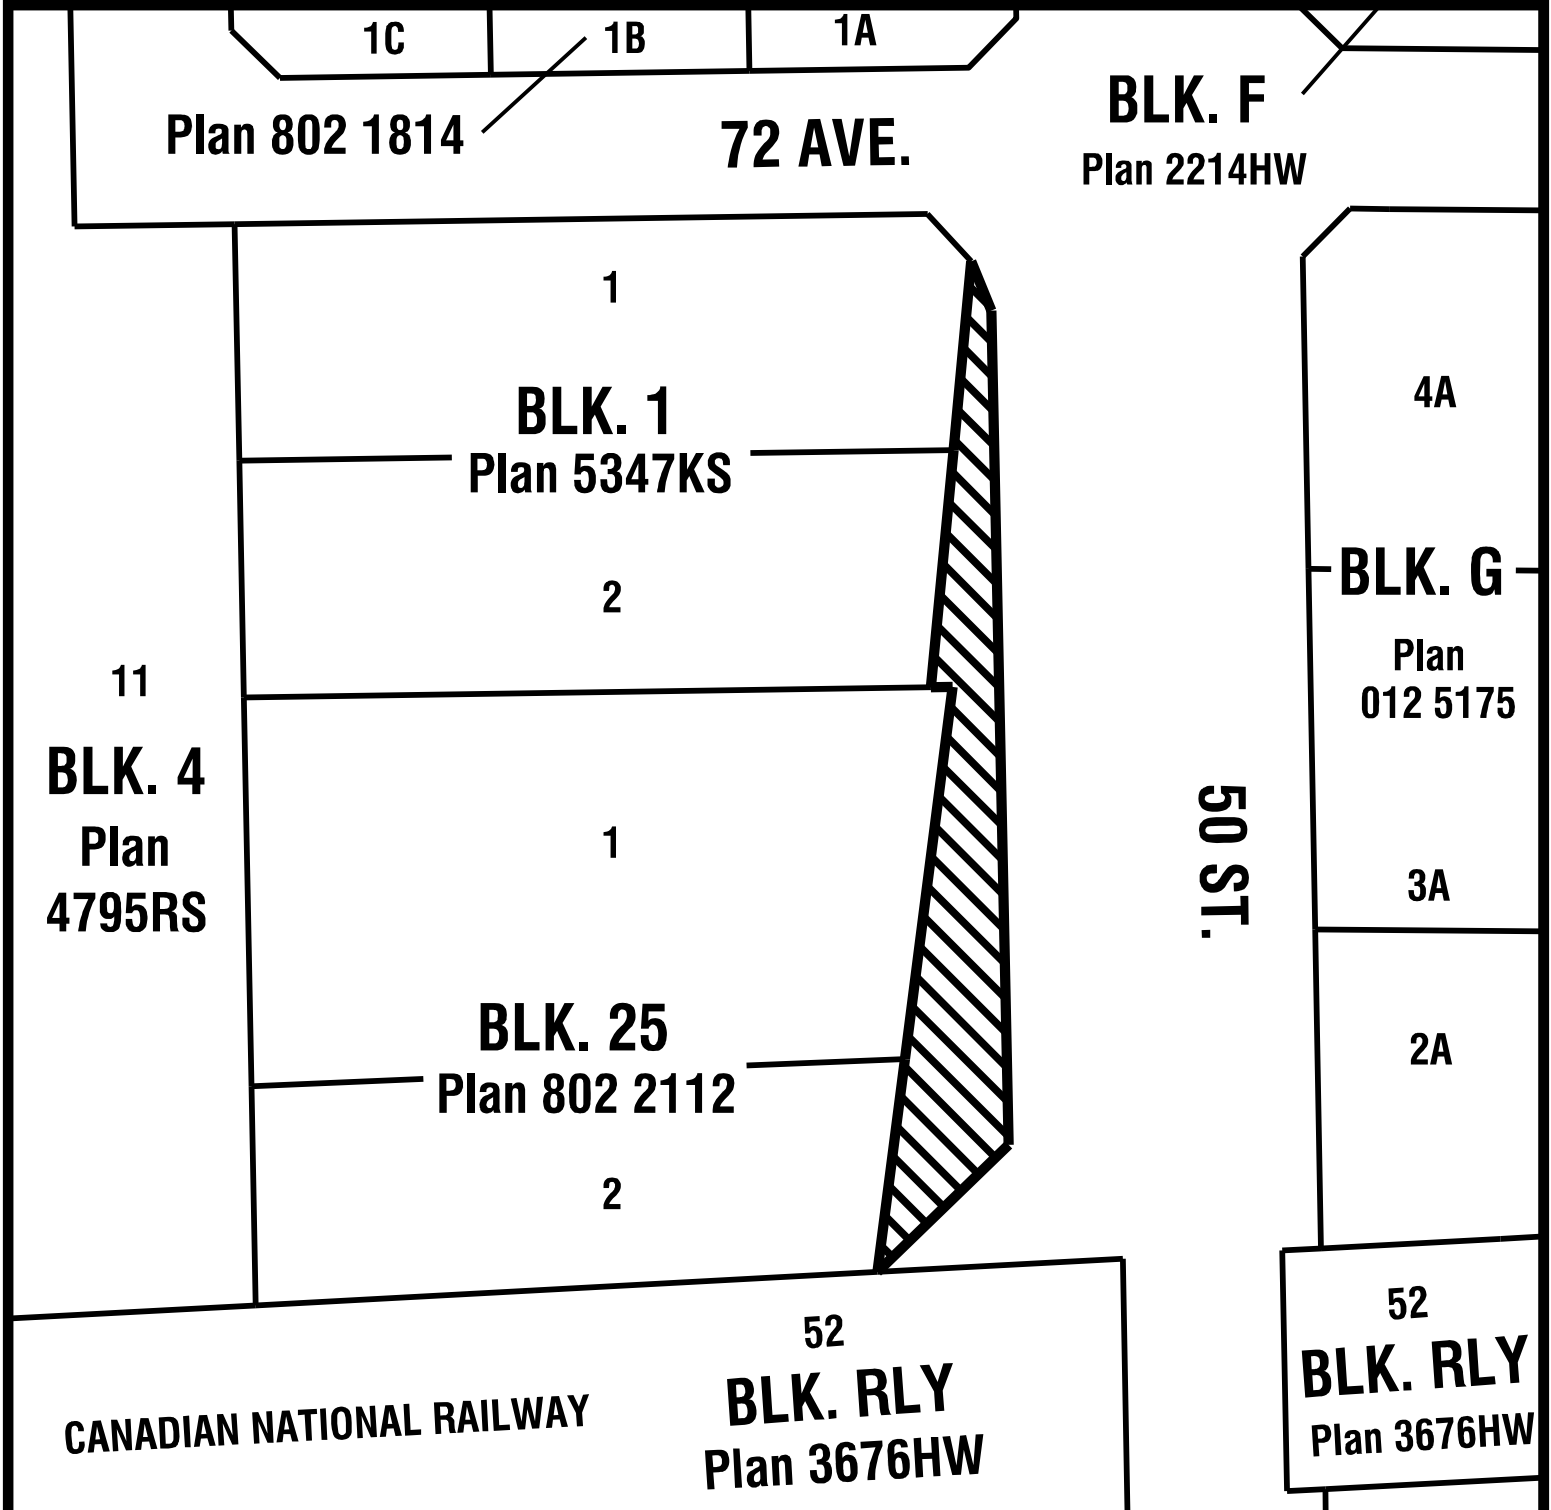 1C
1B
1A
Plan 802 1814
72 AVE.
BLK. F
Plan 2214HW
1
BLK. 1
Plan 5347KS
2
4A
BLK. G
Plan
012 5175
11
BLK. 4
Plan
4795RS
1
50 ST.
3A
BLK. 25
Plan 802 2112
2A
2
52
BLK. RLY
Plan 3676HW
CANADIAN NATIONAL RAILWAY
52
BLK. RLY
Plan 3676HW